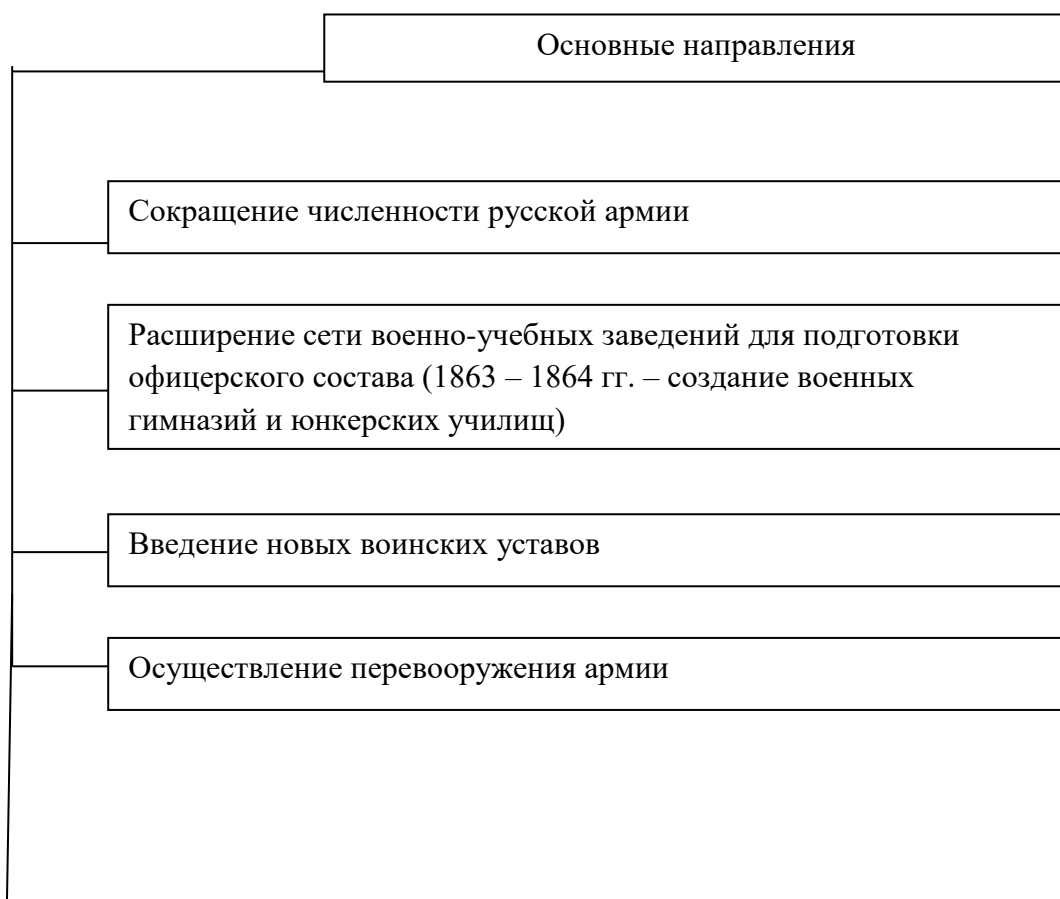 Основные направления
Сокращение численности русской армии
Расширение сети военно-учебных заведений для подготовки
офицерского состава (1863 – 1864 гг. – создание военных
гимназий и юнкерских училищ)
Введение новых воинских уставов
Осуществление перевооружения армии